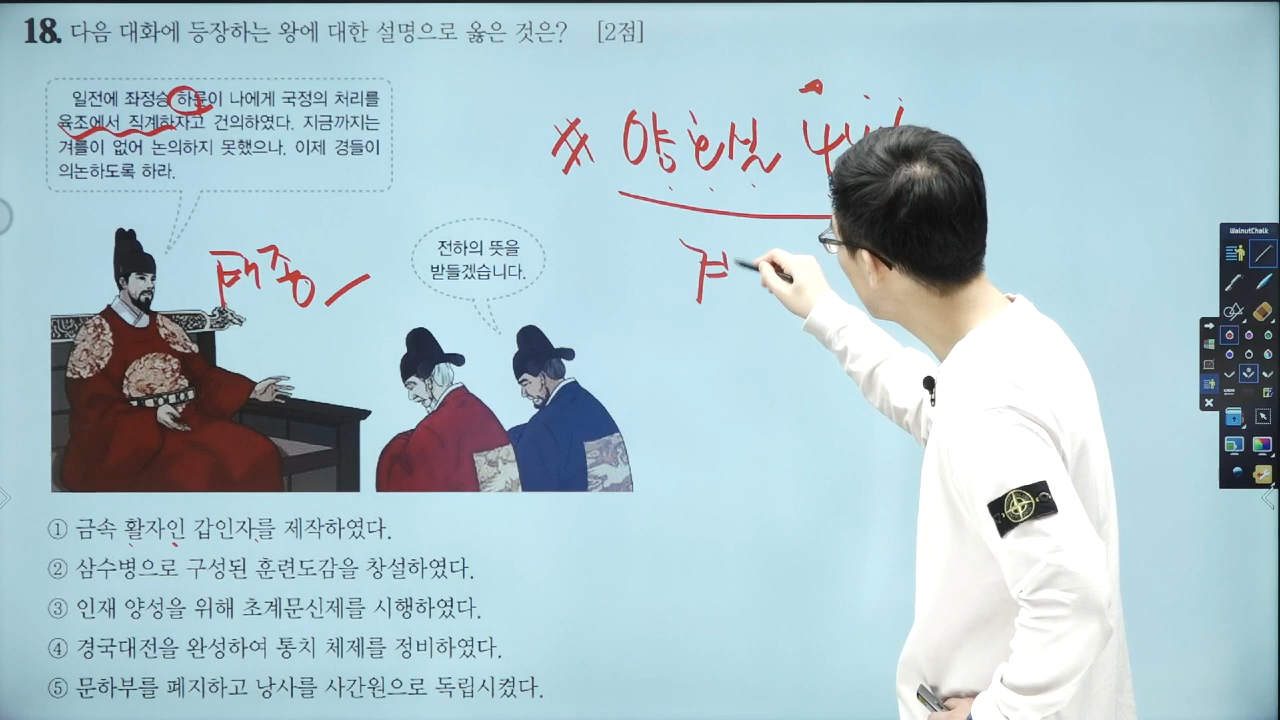 18. 다음 대화에 등장하는 왕에 대한 설명으로 옳은 것은? [2점]
일전에 좌정승 하륜이 나에게 국정의 처리를
육조에서 직계하자고 건의하였다. 지금까지는
겨를이 없어 논의하지 못했으나, 이제 경들이
의논하도록 하라.
전하의 뜻을
받들겠습니다.
태종
# 양현
WalnutChalk
① 금속 활자인 갑인자를 제작하였다.
② 삼수병으로 구성된 훈련도감을 창설하였다.
③ 인재 양성을 위해 초계문신제를 시행하였다.
④ 경국대전을 완성하여 통치 체제를 정비하였다.
⑤ 문하부를 폐지하고 낭사를 사간원으로 독립시켰다.